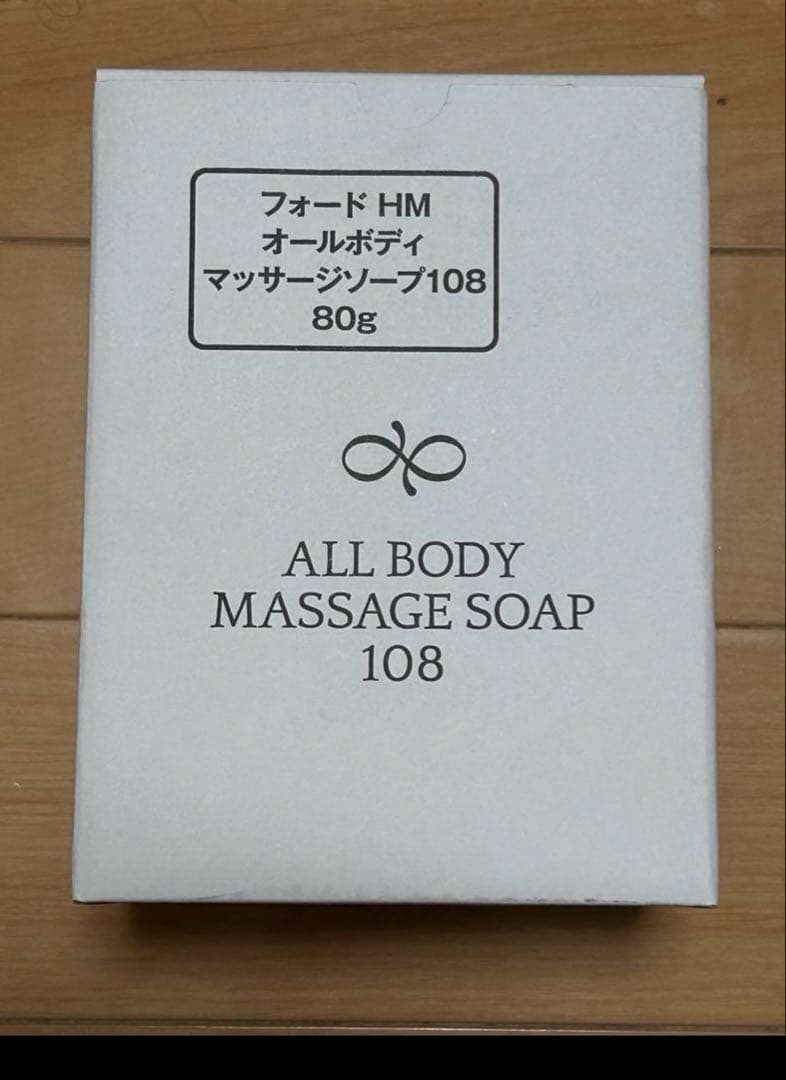 フォード HM
オールボディ
マッサージソープ108
80g
ALL BODY
MASSAGE SOAP
108